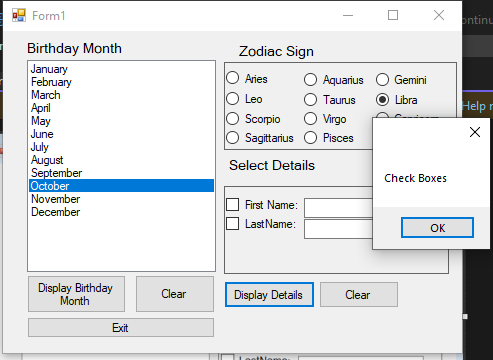 Form1
Birthday Month
January
February
March
April
May
June
July
August
September
October
November
December
Display Birthday
Month
Clear
Exit
Zodiac Sign
Aries
Aquarius
Gemini
Leo
Taurus
Libra
Scorpio
Virgo
Sagittarius
Pisces
Select Details
First Name:
LastName:
Display Details
Clear
Check Boxes
OK
Help
LastName: